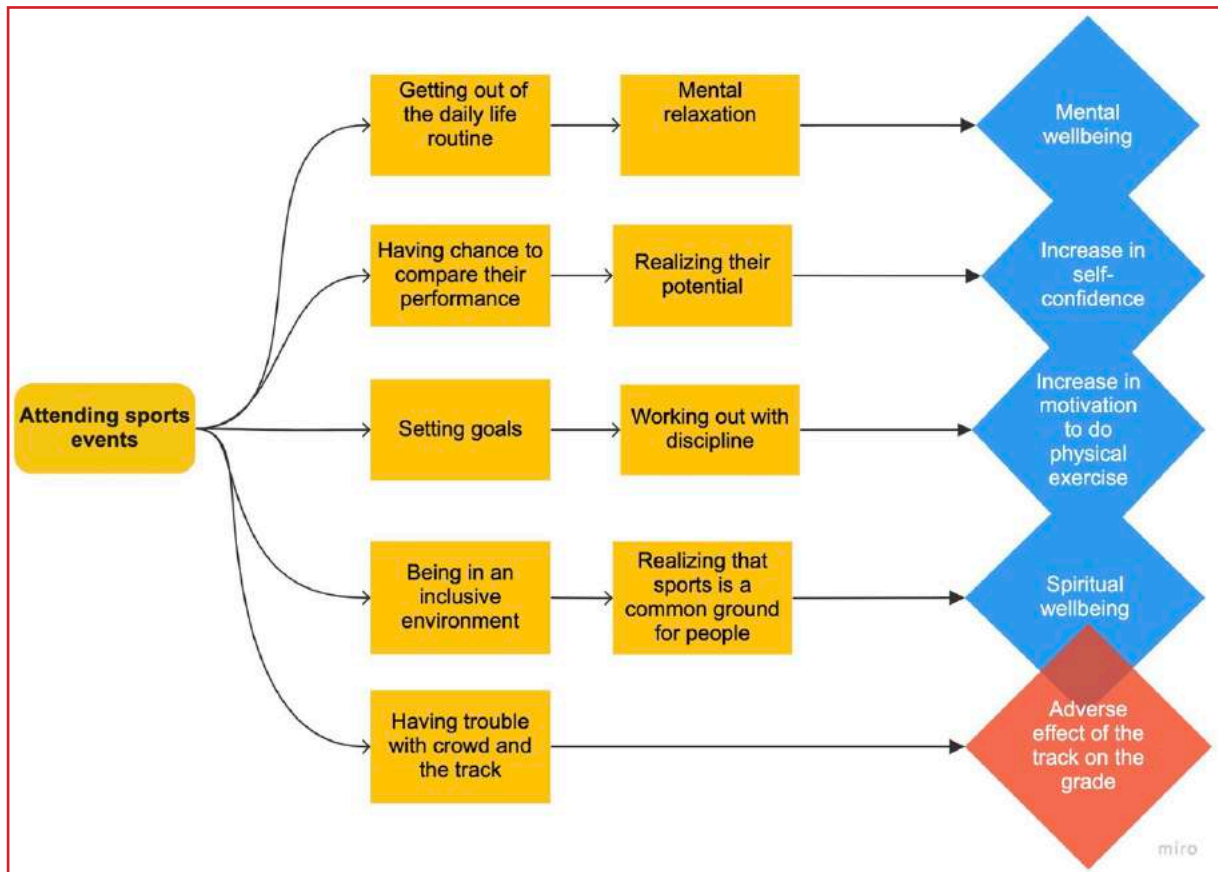 Getting out of
the daily life
routine
Mental
relaxation
Mental
wellbeing
Having chance to
compare their
performance
Realizing their
potential
Increase in
self-
confidence
Attending sports
events
Setting goals
Working out with
discipline
Increase in
motivation
to do
physical
exercise
Being in an
inclusive
environment
Realizing that
sports is a
common ground
for people
Spiritual
wellbeing
Having trouble
with crowd and
the track
Adverse
effect of the
track on the
grade
miro